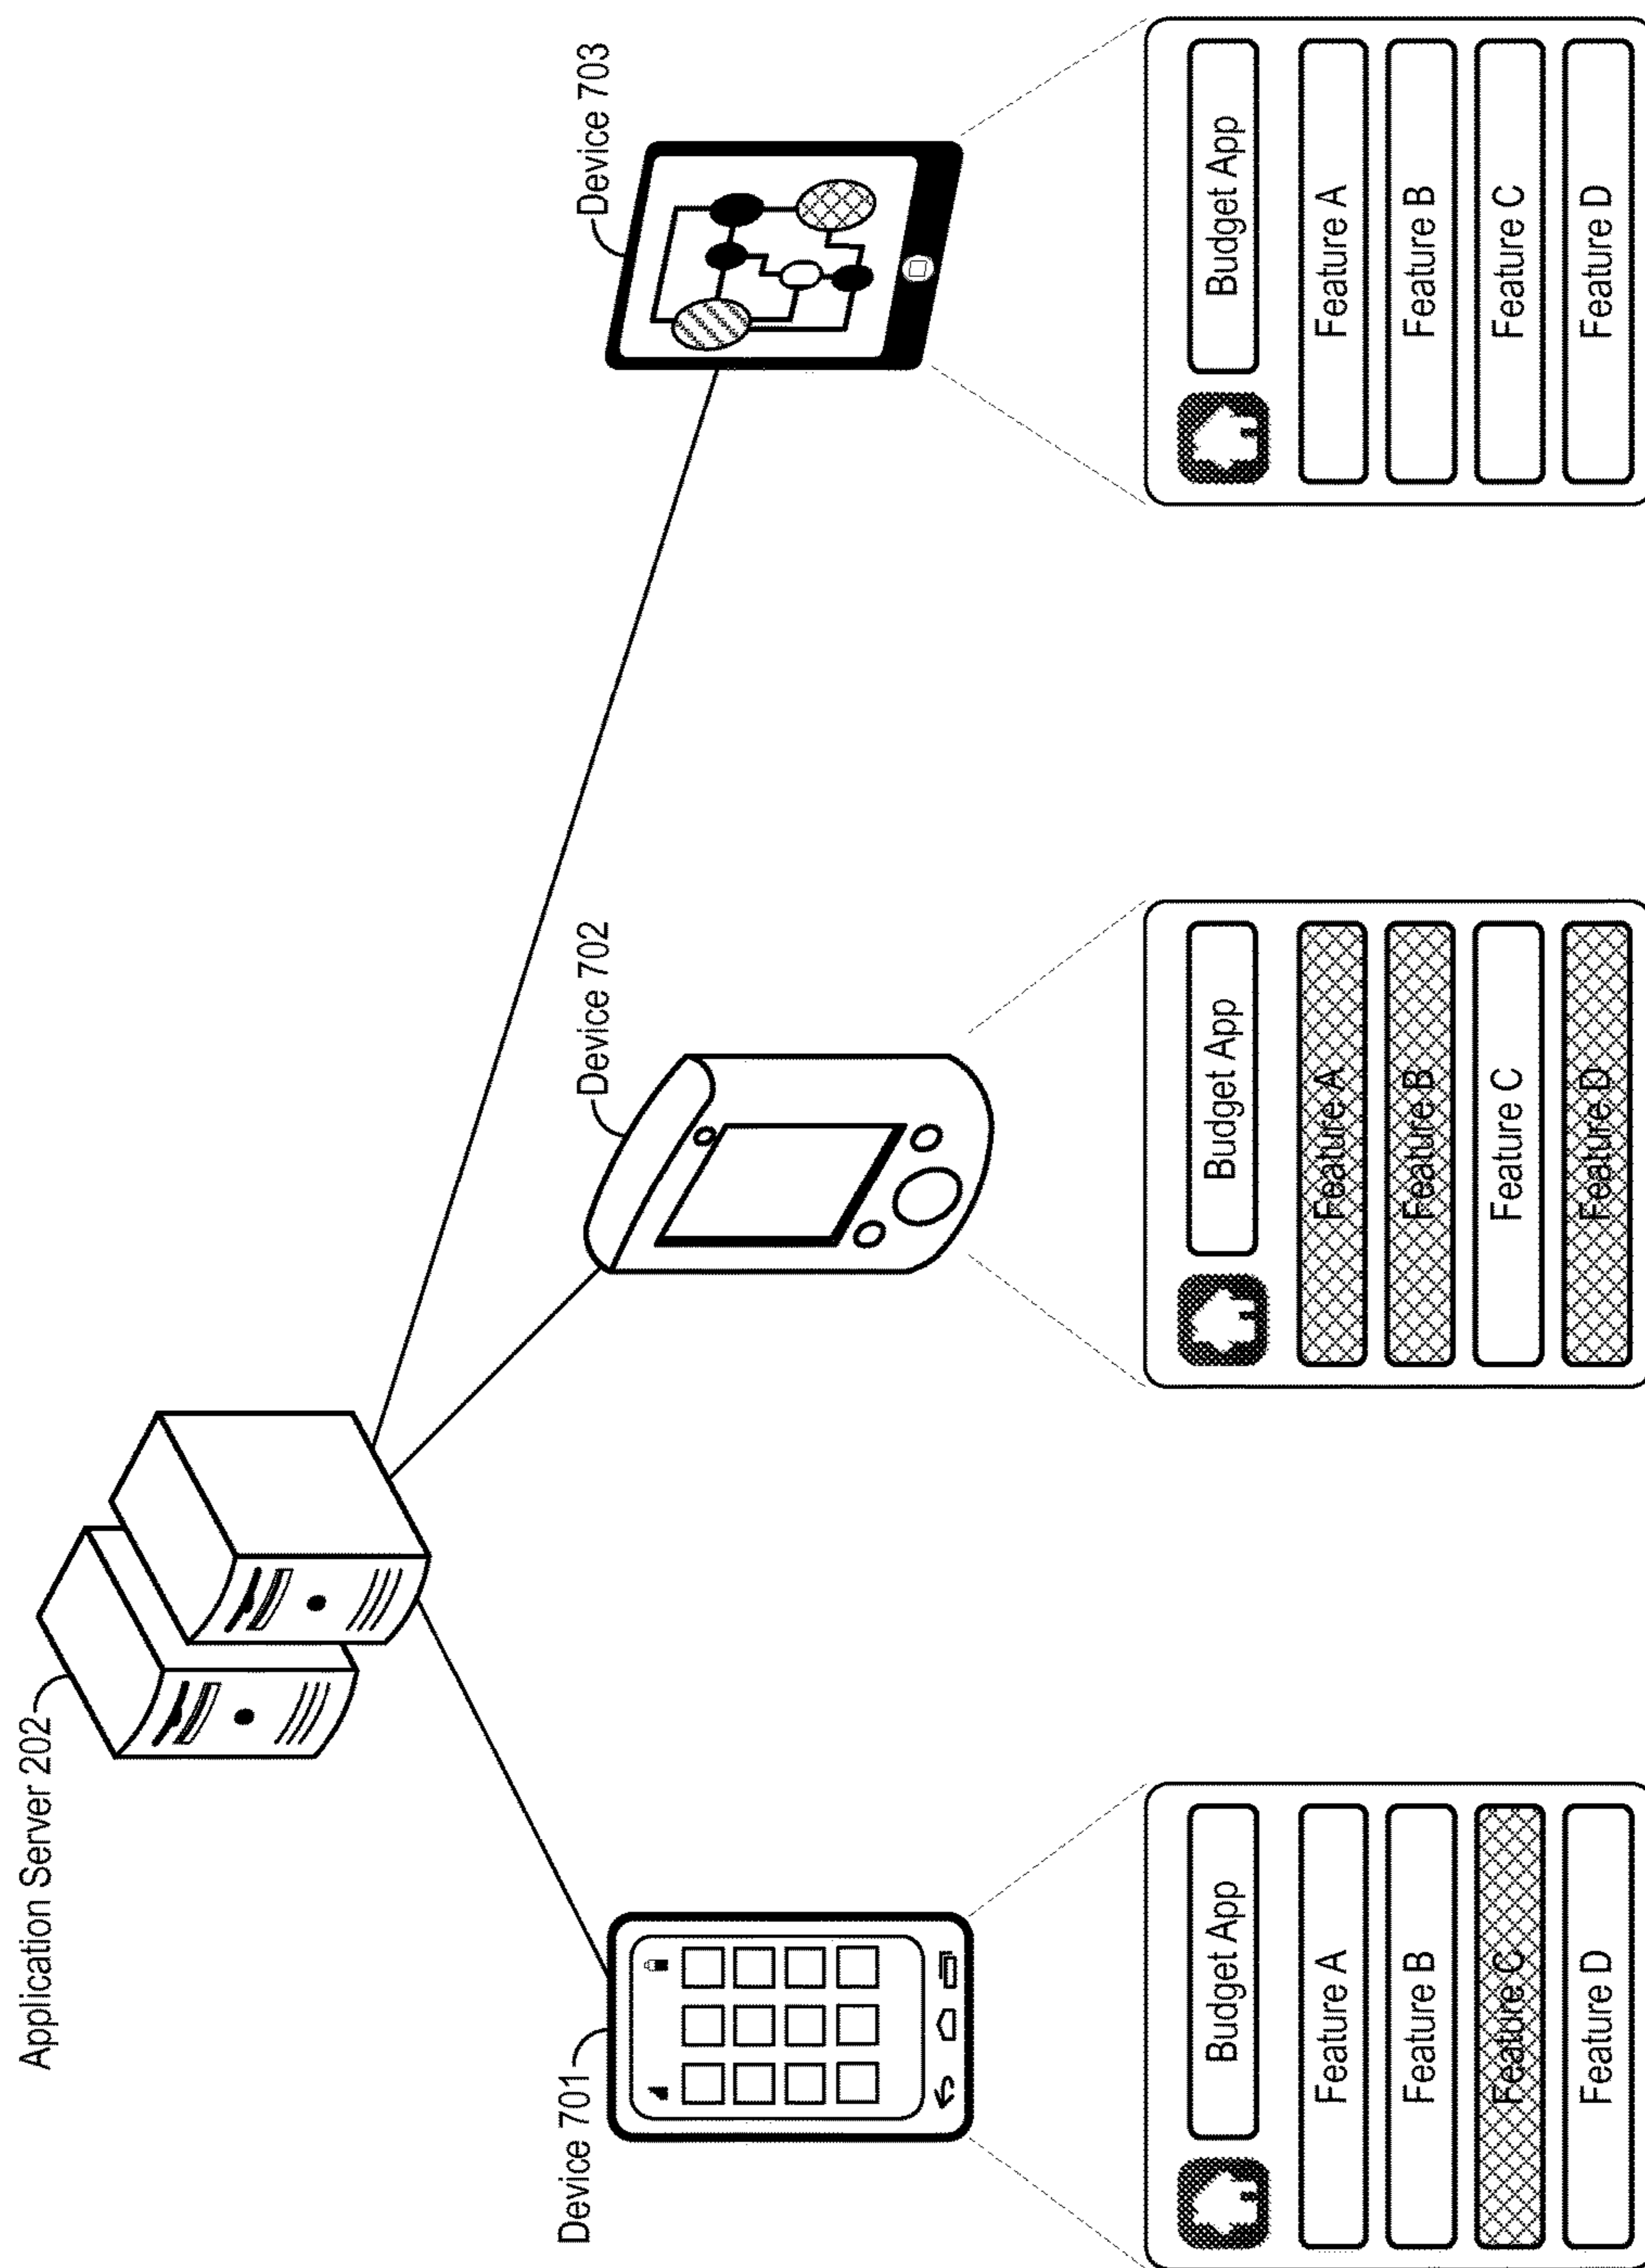 Application Server 202
Device 701
Device 702
Device 703
Budget App
Feature A
Feature B
Feature C
Feature D
Budget App
Feature A
Feature B
Feature C
Feature D
Budget App
Feature A
Feature B
Feature C
Feature D